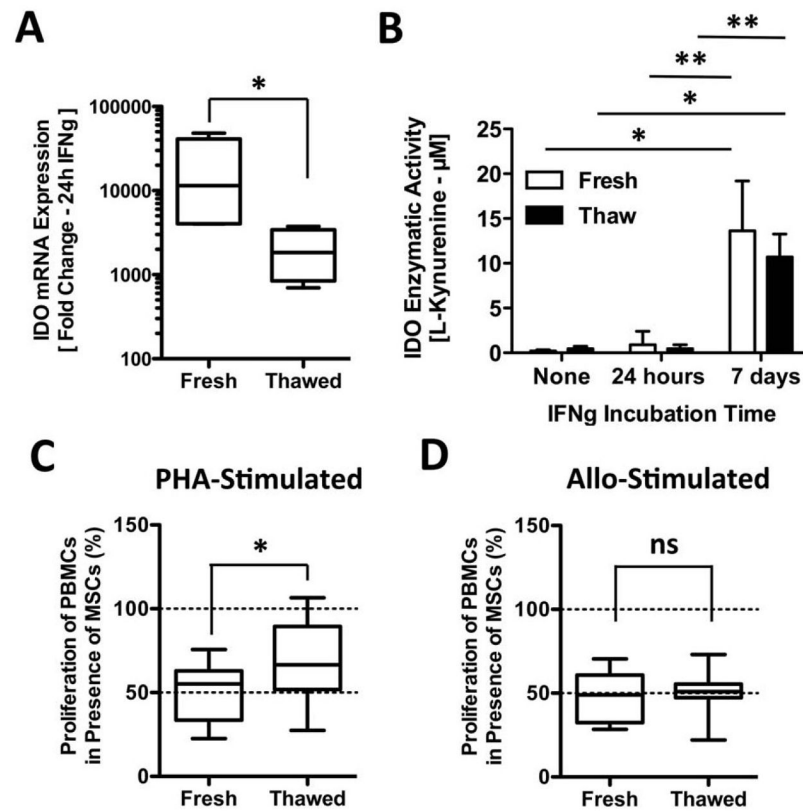 A
IDO mRNA Expression
[ Fold Change - 24h IFNg ]
100000
10000
1000
100
*
Fresh
Thawed
B
IDO Enzymatic Activity
[L-Kynurenine - µM]
25
20
15
10
5
0
**
**
*
*
Fresh
Thaw
None
24 hours
7 days
IFNg Incubation Time
C
PHA-Stimulated
Proliferation of PBMCs
in Presence of MSCs (%)
150
100
50
0
*
Fresh
Thawed
D
Allo-Stimulated
Proliferation of PBMCs
in Presence of MSCs (%)
150
100
50
0
ns
Fresh
Thawed